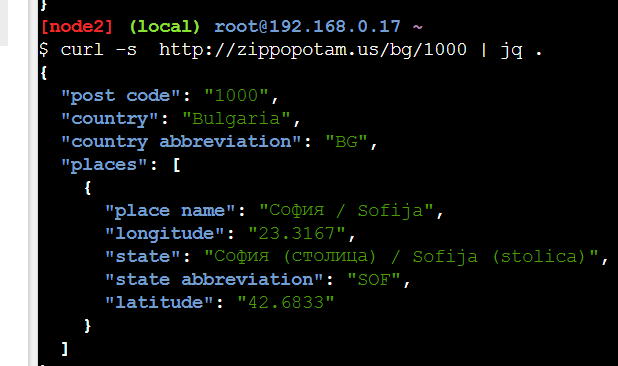 }
[node2] (local) root@192.168.0.17 ~
$ curl -s  http://zippopotam.us/bg/1000 | jq .
{
  "post code": "1000",
  "country": "Bulgaria",
  "country abbreviation": "BG",
  "places": [
    {
      "place name": "София / Sofija",
      "longitude": "23.3167",
      "state": "София (столица) / Sofija (stolica)",
      "state abbreviation": "SOF",
      "latitude": "42.6833"
    }
  ]